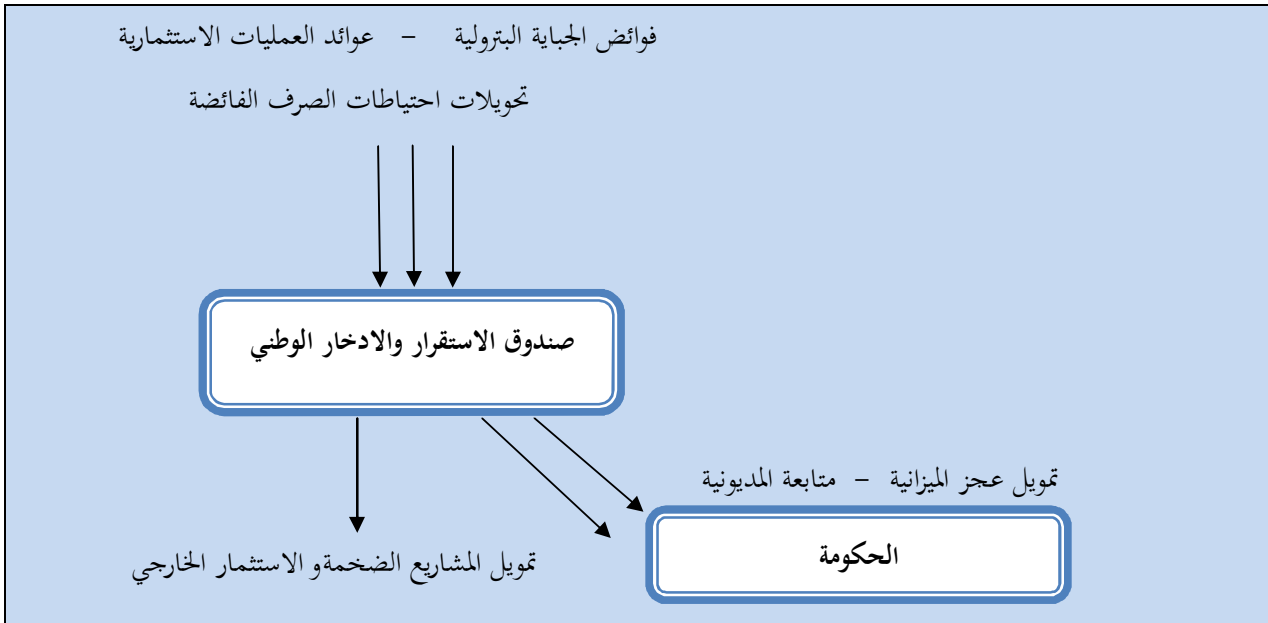 فوائض الجباية البترولية – عوائد العمليات الاستثمارية
تحويلات احتياطات الصرف الفائضة
صندوق الاستقرار والادخار الوطني
تمويل عجز الميزانية – متابعة المديونية
الحكومة
تمويل المشاريع الضخمةو الاستثمار الخارجي